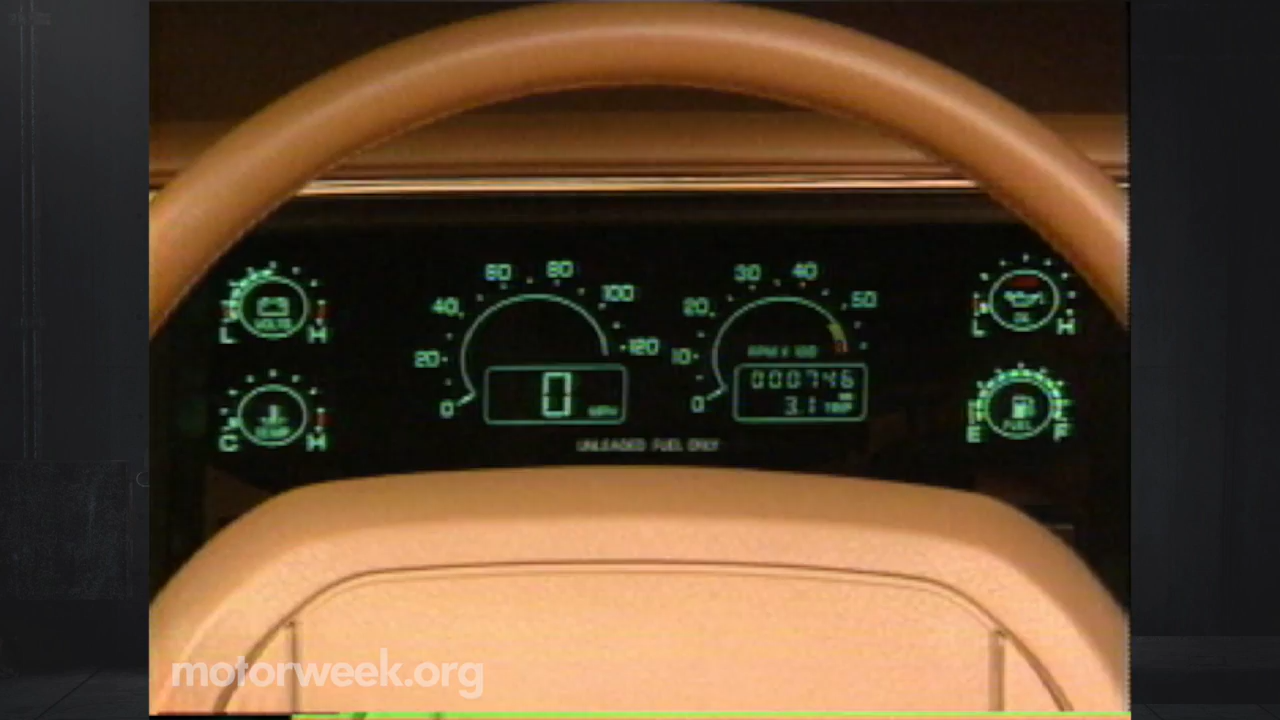 60 80 30 40
40 100 20 50
VOLTS
L H L H
20 120 10 RPM X 100
0 MPH 000746
0 0 3.1 TRIP
TEMP FUEL
C H E F
UNLEADED FUEL ONLY
motorweek.org